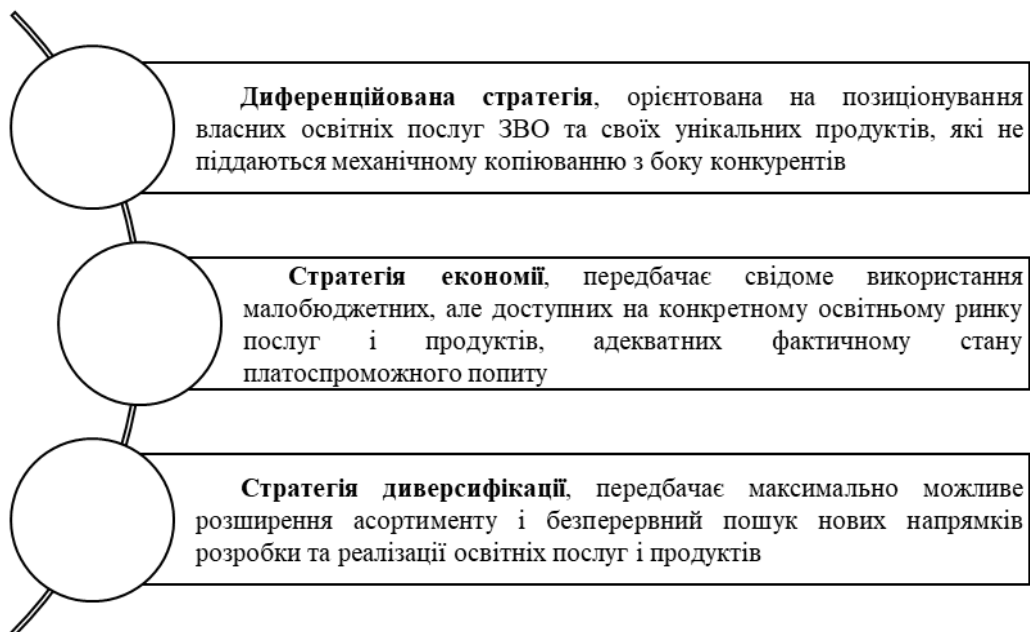 Диференційована стратегія, орієнтована на позиціонування
власних освітніх послуг ЗВО та своїх унікальних продуктів, які не
піддаються механічному копіюванню з боку конкурентів
Стратегія економії, передбачає свідоме використання
малобюджетних, але доступних на конкретному освітньому ринку
послуг і продуктів, адекватних фактичному стану
платоспроможного попиту
Стратегія диверсифікації, передбачає максимально можливе
розширення асортименту і безперервний пошук нових напрямків
розробки та реалізації освітніх послуг і продуктів